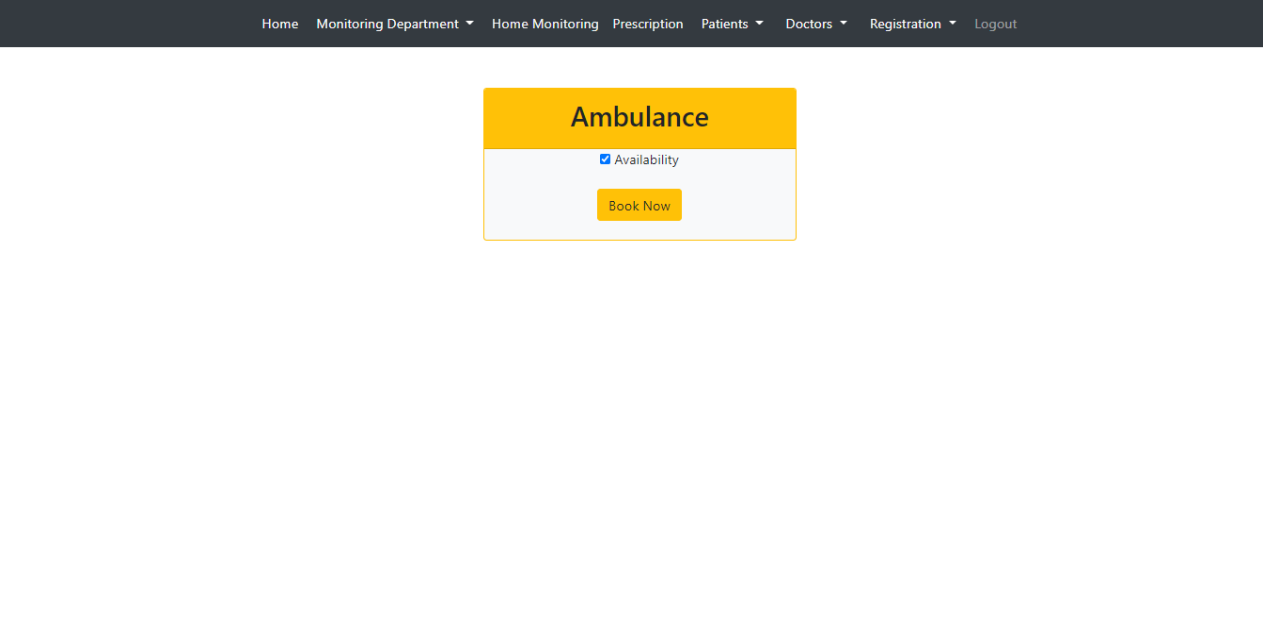 Home Monitoring Department Home Monitoring Prescription Patients Doctors Registration Logout
Ambulance
Availability
Book Now